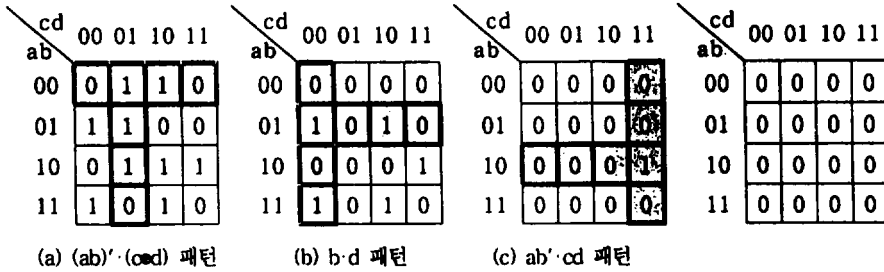 cd
ab
00 01 10 11
00 0 1 1 0
01 1 1 0 0
10 0 1 1 1
11 1 0 1 0
(a) (ab)′·(c⊕d) 패턴
cd
ab
00 01 10 11
00 0 0 0 0
01 1 0 1 0
10 0 0 0 1
11 1 0 1 0
(b) b·d 패턴
cd
ab
00 01 10 11
00 0 0 0 0
01 0 0 0 0
10 0 0 0 1
11 0 0 0 0
(c) ab′·cd 패턴
cd
ab
00 01 10 11
00 0 0 0 0
01 0 0 0 0
10 0 0 0 0
11 0 0 0 0